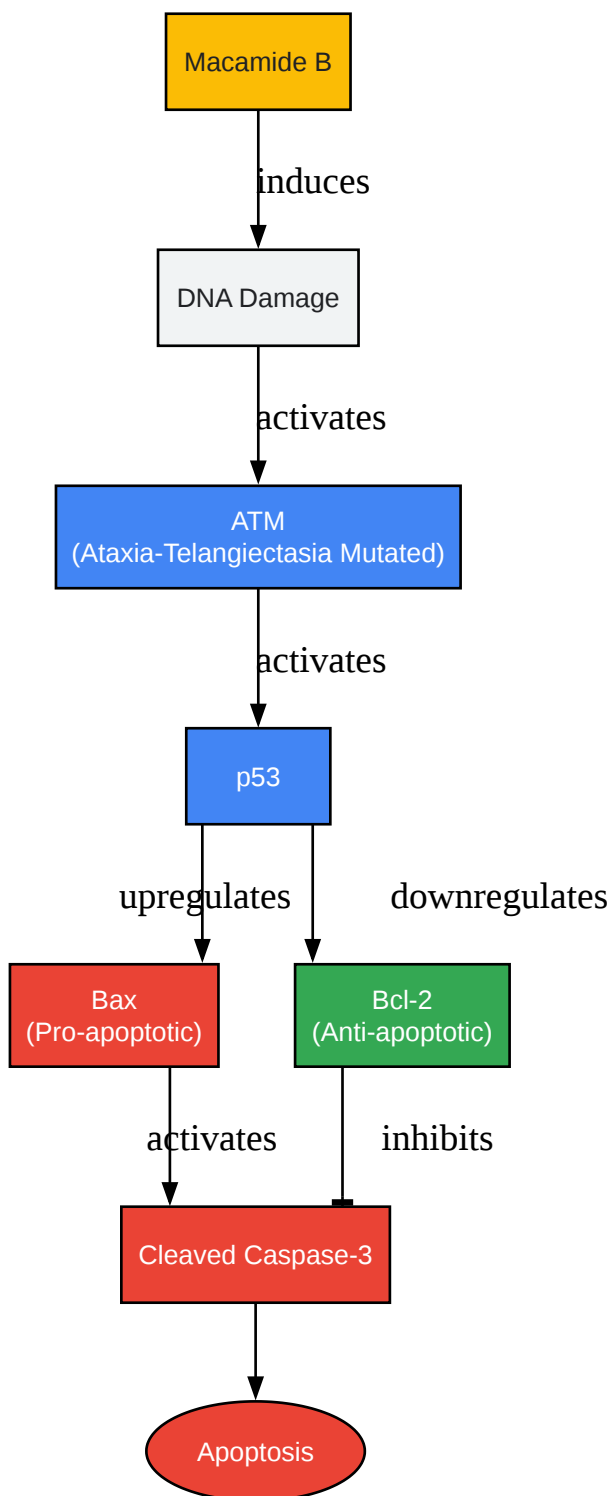 Macamide B
induces
DNA Damage
activates
ATM
(Ataxia-Telangiectasia Mutated)
activates
p53
upregulates
downregulates
Bax
(Pro-apoptotic)
Bcl-2
(Anti-apoptotic)
activates
inhibits
Cleaved Caspase-3
Apoptosis